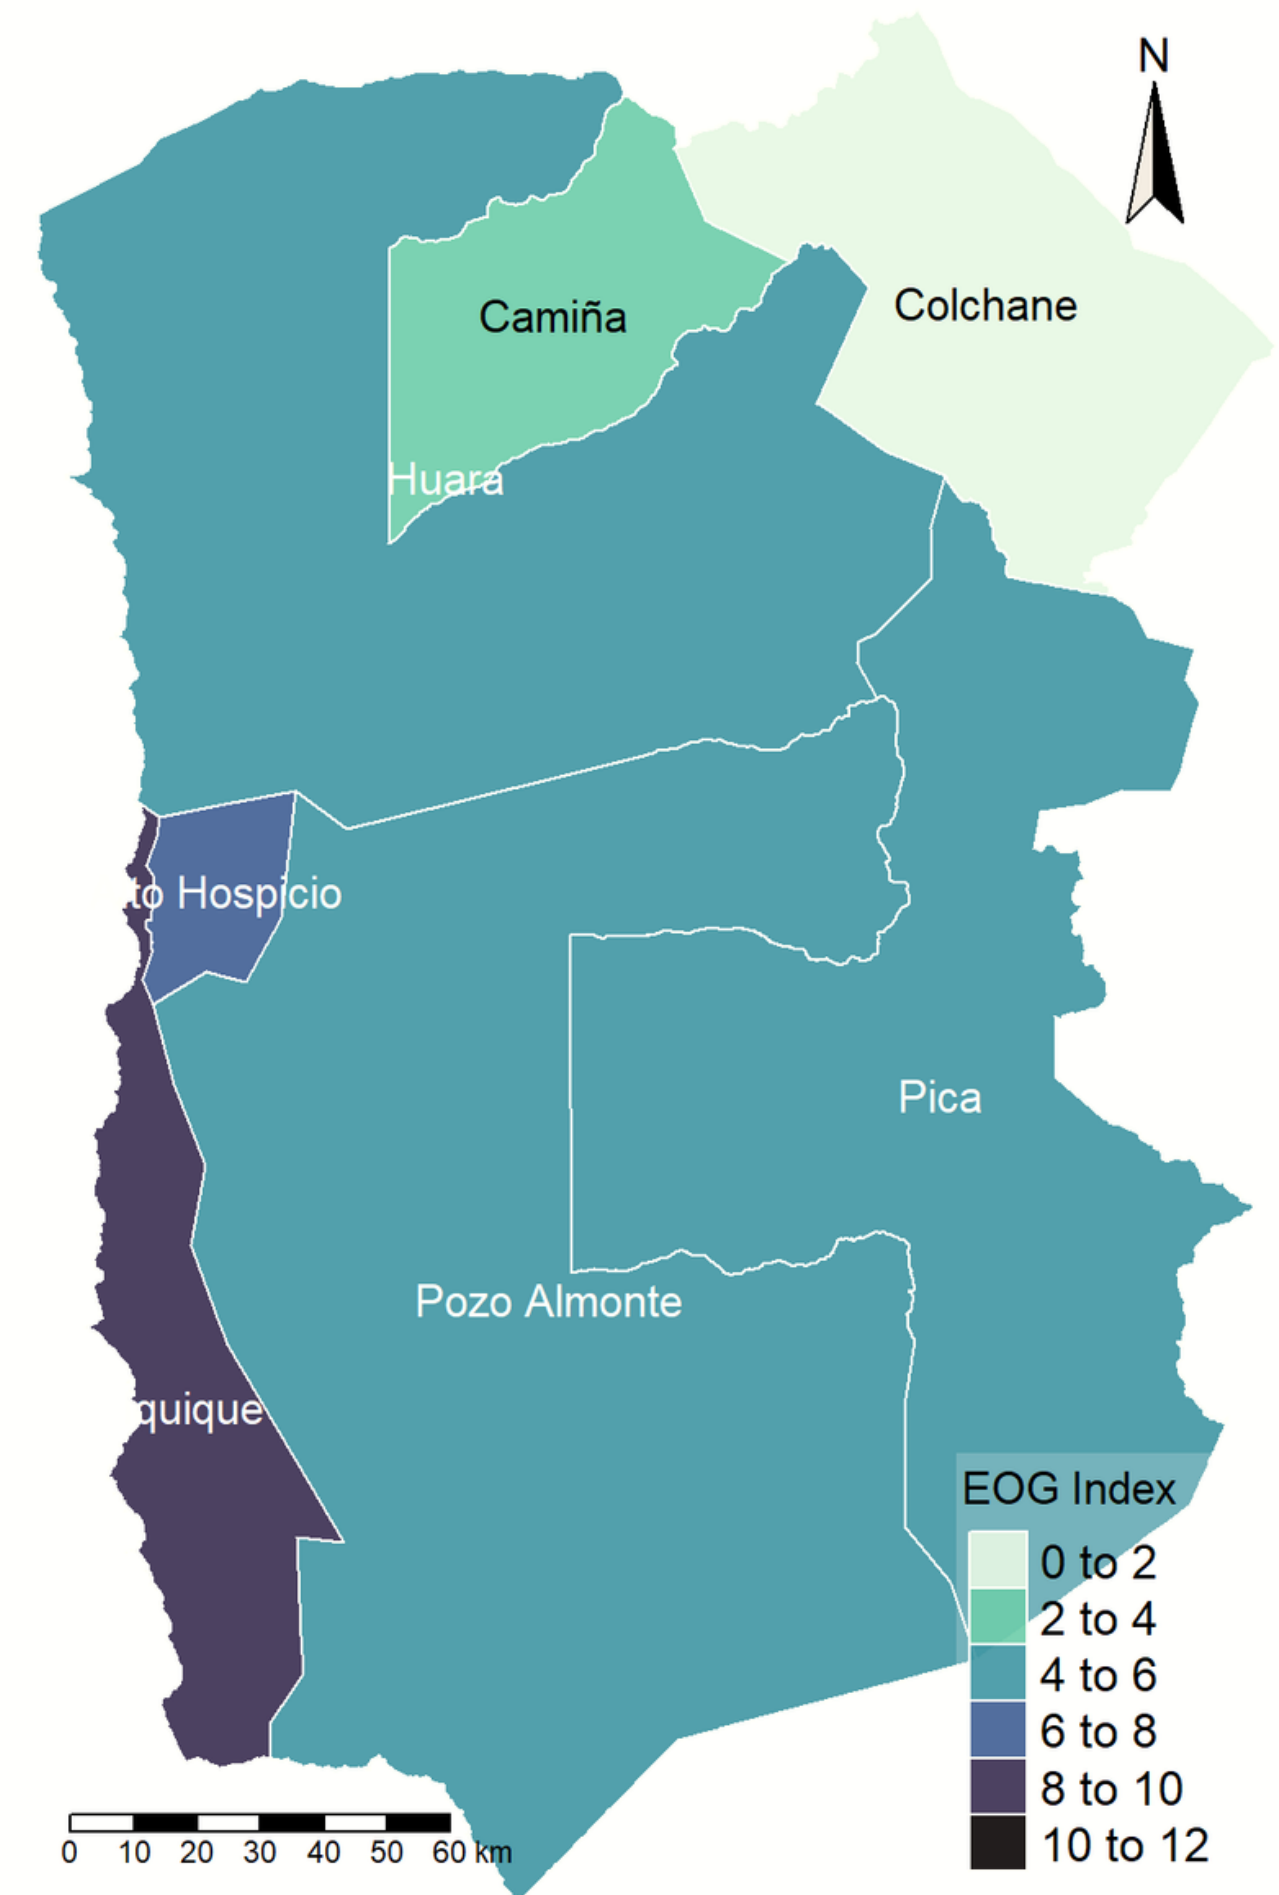 N
Camiña
Colchane
Huara
to Hospicio
Pica
Pozo Almonte
quique
EOG Index
0 to 2
2 to 4
4 to 6
6 to 8
8 to 10
10 to 12
0 10 20 30 40 50 60 km